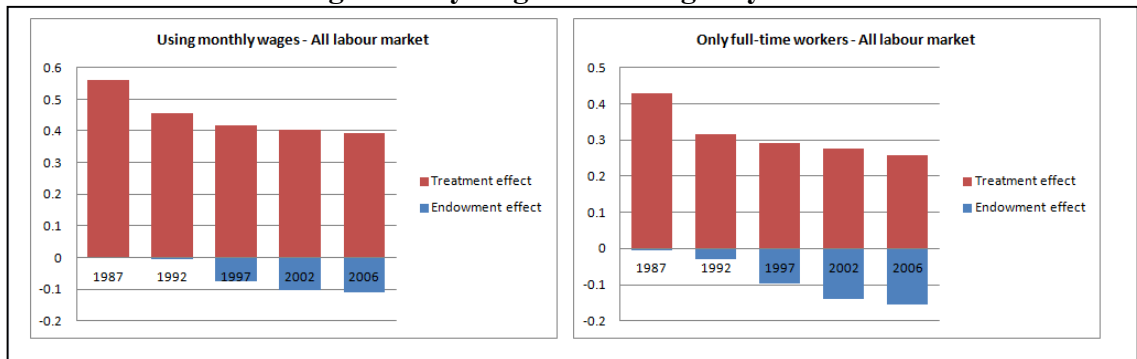 Using monthly wages - All labour market
0.6
0.5
0.4
0.3
0.2
0.1
0
-0.1
-0.2
1987 1992 1997 2002 2006
Treatment effect
Endowment effect
Only full-time workers - All labour market
0.5
0.4
0.3
0.2
0.1
0
-0.1
-0.2
1987 1992 1997 2002 2006
Treatment effect
Endowment effect